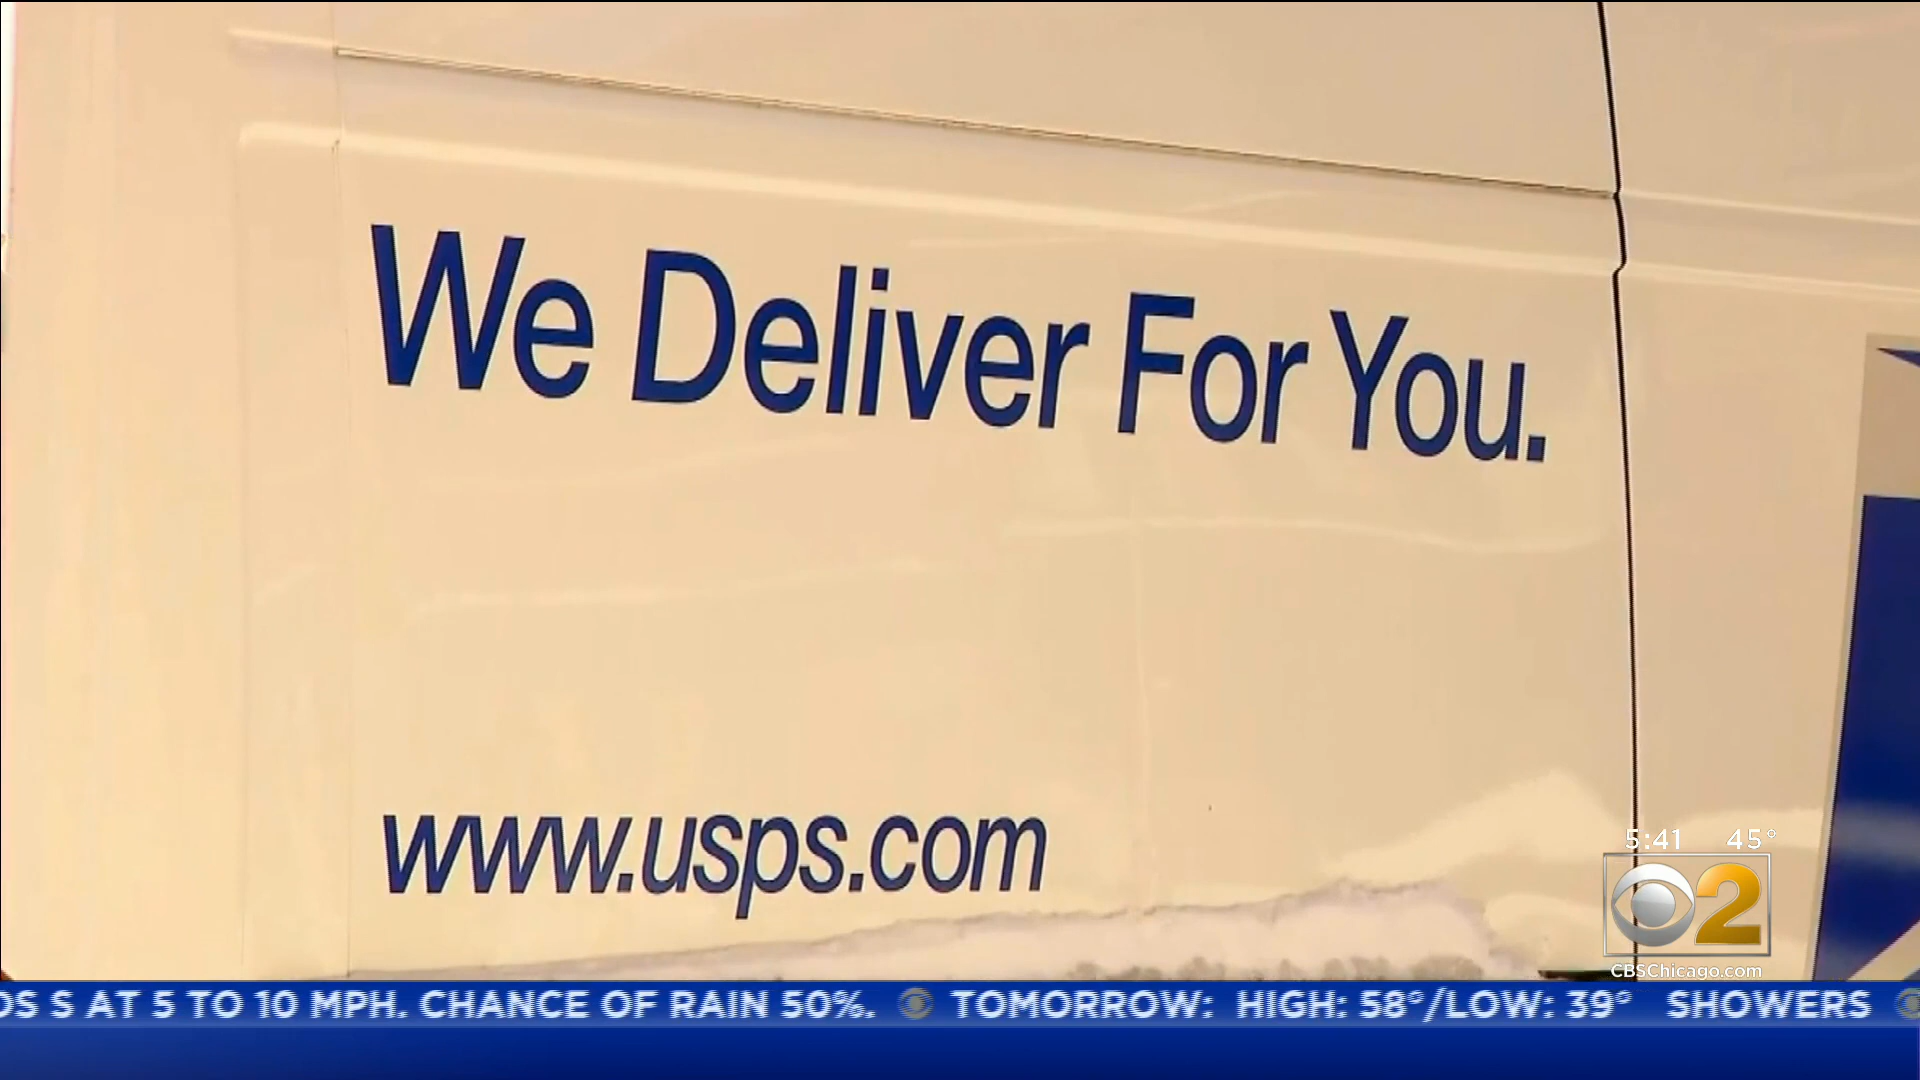 We Deliver For You.
www.usps.com
5:41 45°
2
CBSChicago.com
S AT 5 TO 10 MPH. CHANCE OF RAIN 50%. TOMORROW: HIGH: 58°/LOW: 39° SHOWERS